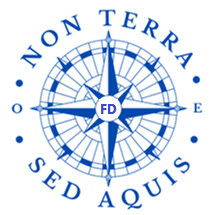 NON TERRA
O FD E
SED AQUIS